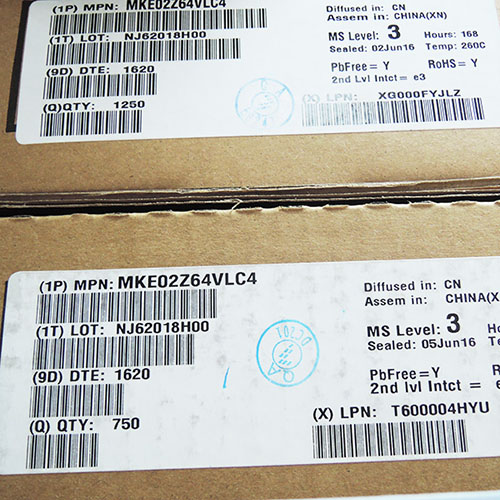 (1P) MPN: MKE02Z64VLC4
(1T) LOT: NJ62018H00
(9D) DTE: 1620
(Q) QTY: 1250
Diffused in: CN
Assem in: CHINA(XN)
MS Level: 3 Hours: 168
Sealed: 02Jun16 Temp: 260C
PbFree= Y RoHS= Y
2nd Lvl Intct = e3
(X) LPN: XG000FYJLZ
(1P) MPN: MKE02Z64VLC4
(1T) LOT: NJ62018H00
(9D) DTE: 1620
(Q) QTY: 750
Diffused in: CN
Assem in: CHINA(X
MS Level: 3 Hou
Sealed: 05Jun16
PbFree= Y
2nd lvl Intct = e
(X) LPN: T600004HYU